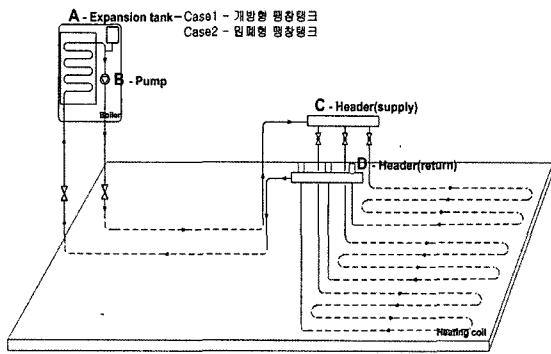 A - Expansion tank - Case1 - 개방형 팽창탱크
Case2 - 밀폐형 팽창탱크
B - Pump
Boiler
C - Header(supply)
D - Header(return)
Heating coil